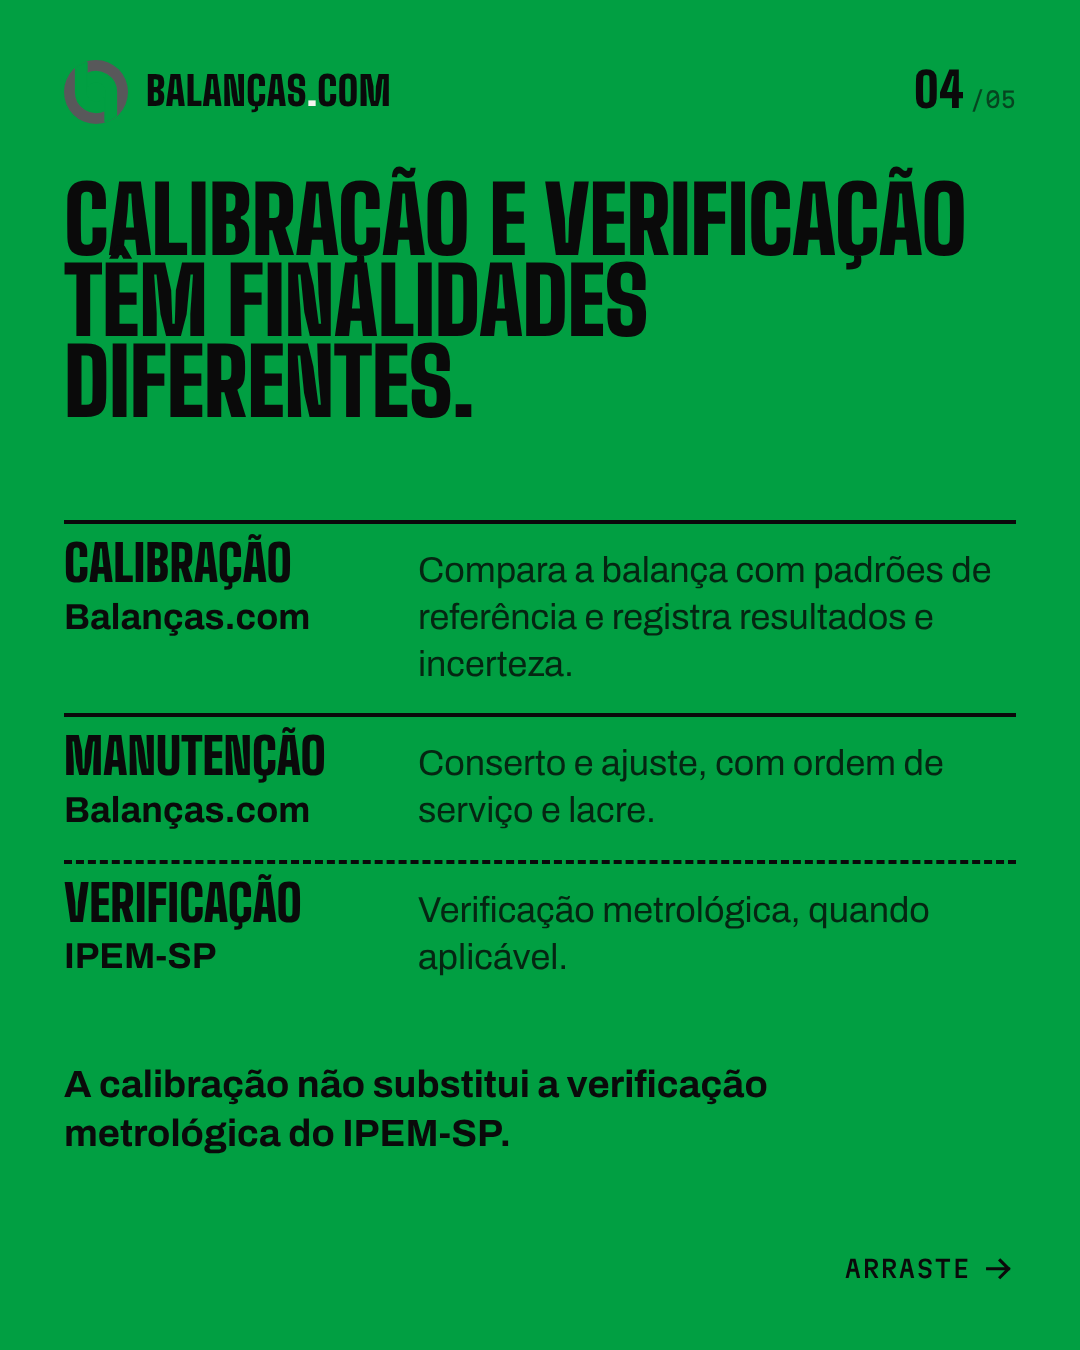 BALANÇAS.COM
04 /05
CALIBRAÇÃO E VERIFICAÇÃO
TÊM FINALIDADES
DIFERENTES.
CALIBRAÇÃO
Balanças.com
Compara a balança com padrões de
referência e registra resultados e
incerteza.
MANUTENÇÃO
Balanças.com
Conserto e ajuste, com ordem de
serviço e lacre.
VERIFICAÇÃO
IPEM-SP
Verificação metrológica, quando
aplicável.
A calibração não substitui a verificação
metrológica do IPEM-SP.
ARRASTE →